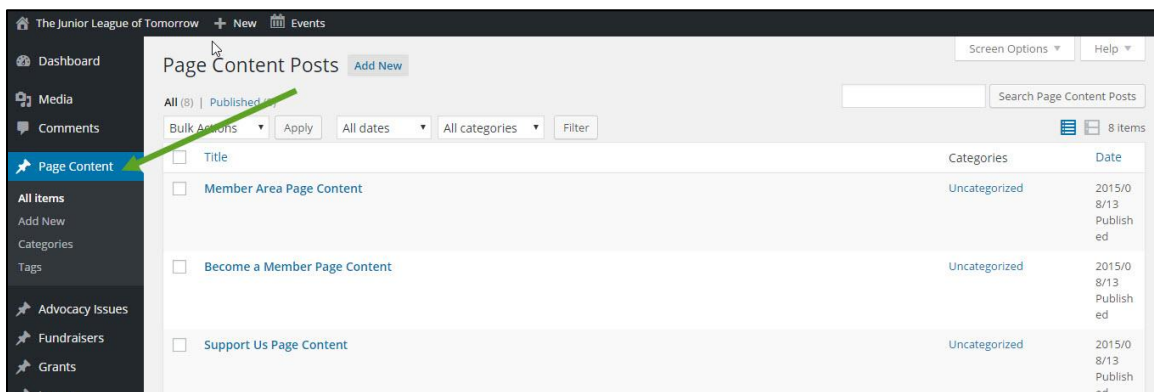 The Junior League of Tomorrow + New Events
Dashboard
Media
Comments
Page Content
All items
Add New
Categories
Tags
Advocacy Issues
Fundraisers
Grants
Screen Options ▼ Help ▼
Page Content Posts Add New
All (8) | Published
Search Page Content Posts
Bulk Actions ▼ Apply All dates ▼ All categories ▼ Filter
8 items
Title Categories Date
Member Area Page Content Uncategorized 2015/0
8/13
Publish
ed
Become a Member Page Content Uncategorized 2015/0
8/13
Publish
ed
Support Us Page Content Uncategorized 2015/0
8/13
Publish